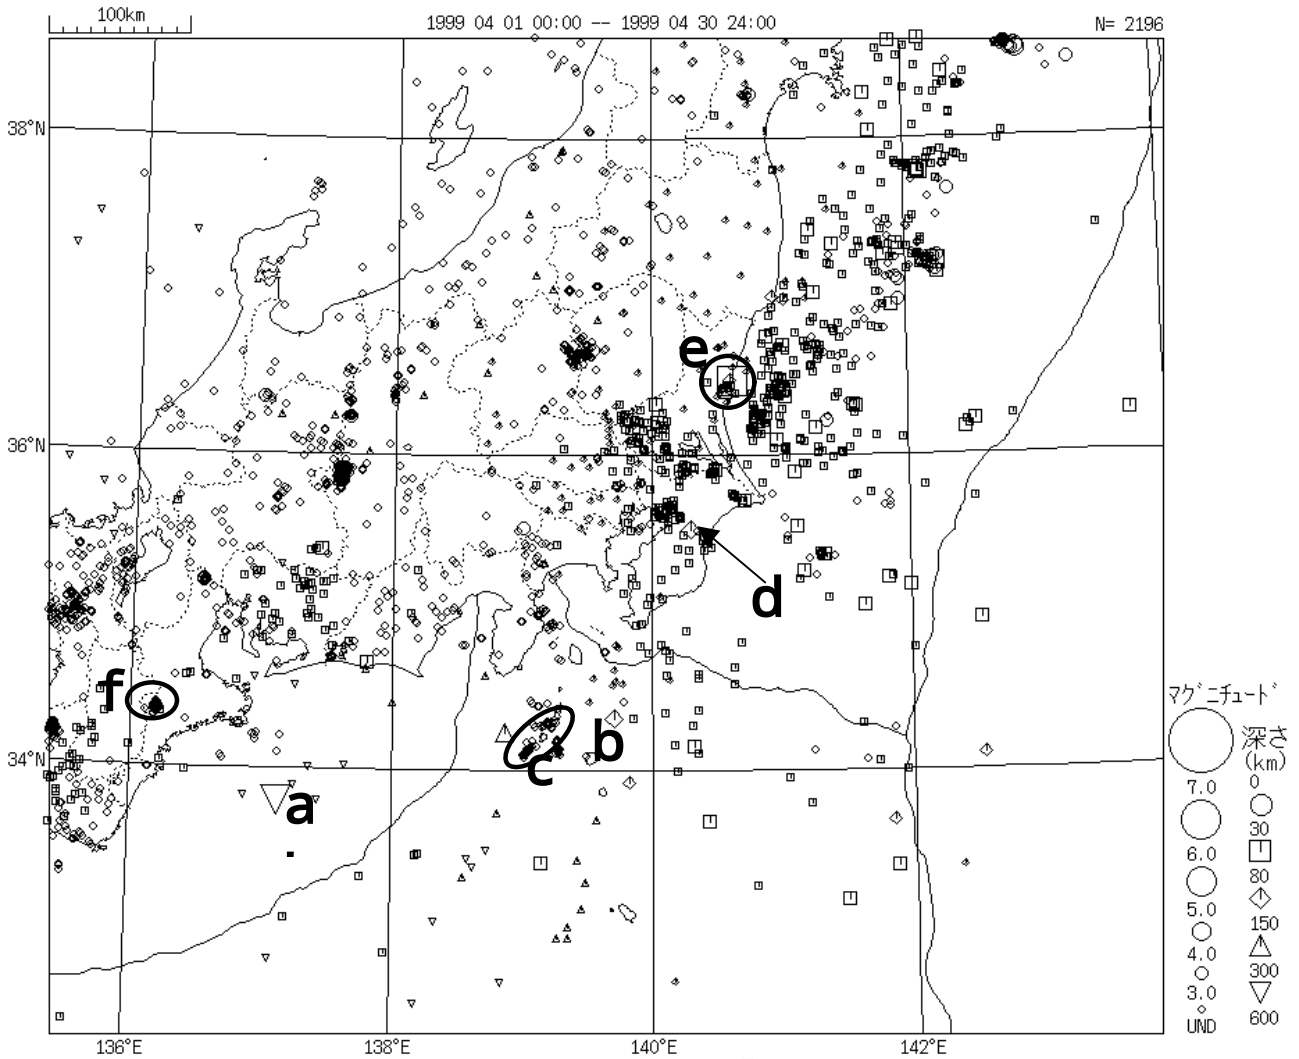 100km
1999 04 01 00:00 -- 1999 04 30 24:00
N= 2196
38°N
e
36°N
d
f
b
c
34°N
a
136°E
138°E
140°E
142°E
ﾏｸﾞﾆﾁｭｰﾄﾞ
7.0
6.0
5.0
4.0
3.0
UND
深さ
(km)
0
30
80
150
300
600